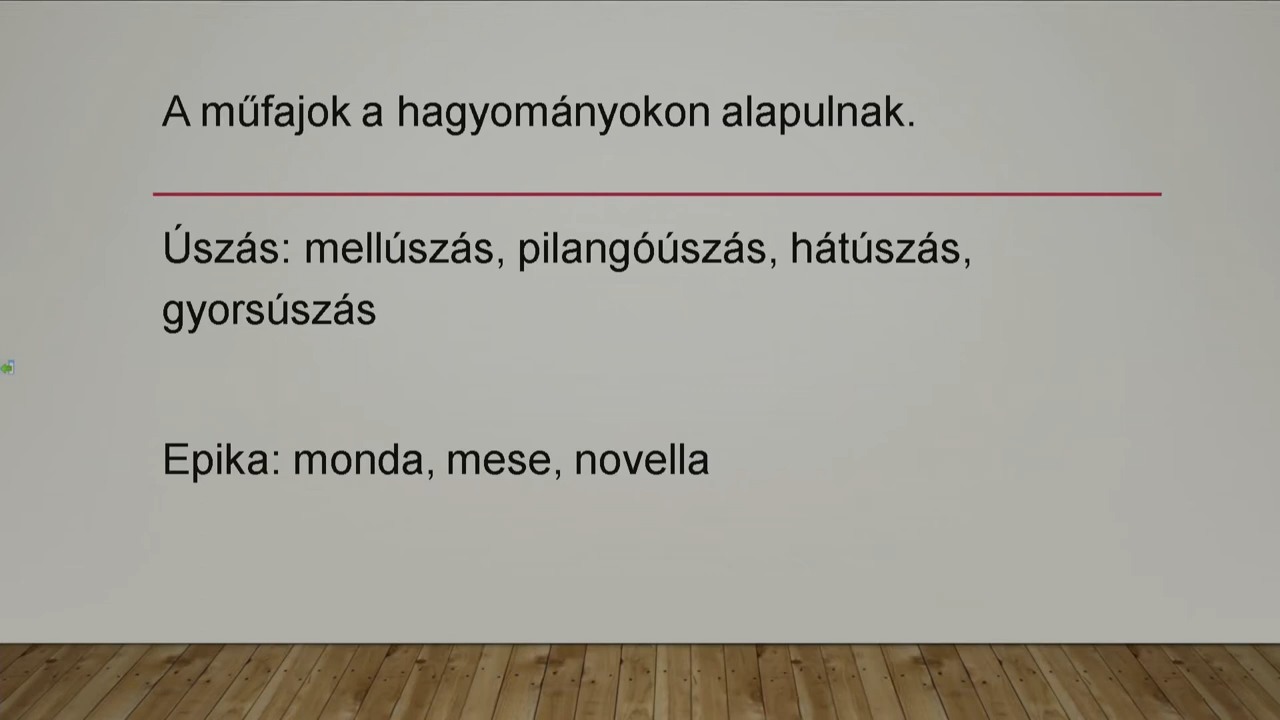 A műfajok a hagyományokon alapulnak.
Úszás: mellúszás, pilangóúszás, hátúszás,
gyorsúszás
Epika: monda, mese, novella